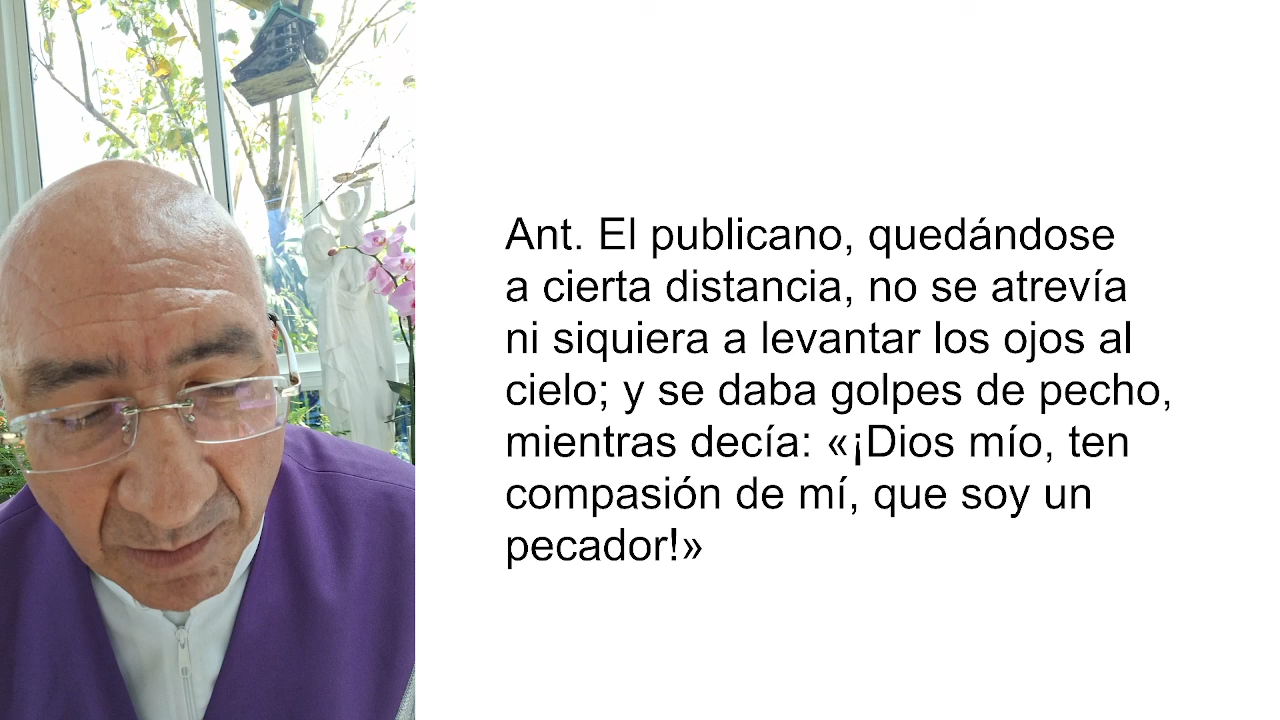 Ant. El publicano, quedándose
a cierta distancia, no se atrevía
ni siquiera a levantar los ojos al
cielo; y se daba golpes de pecho,
mientras decía: «¡Dios mío, ten
compasión de mí, que soy un
pecador!»